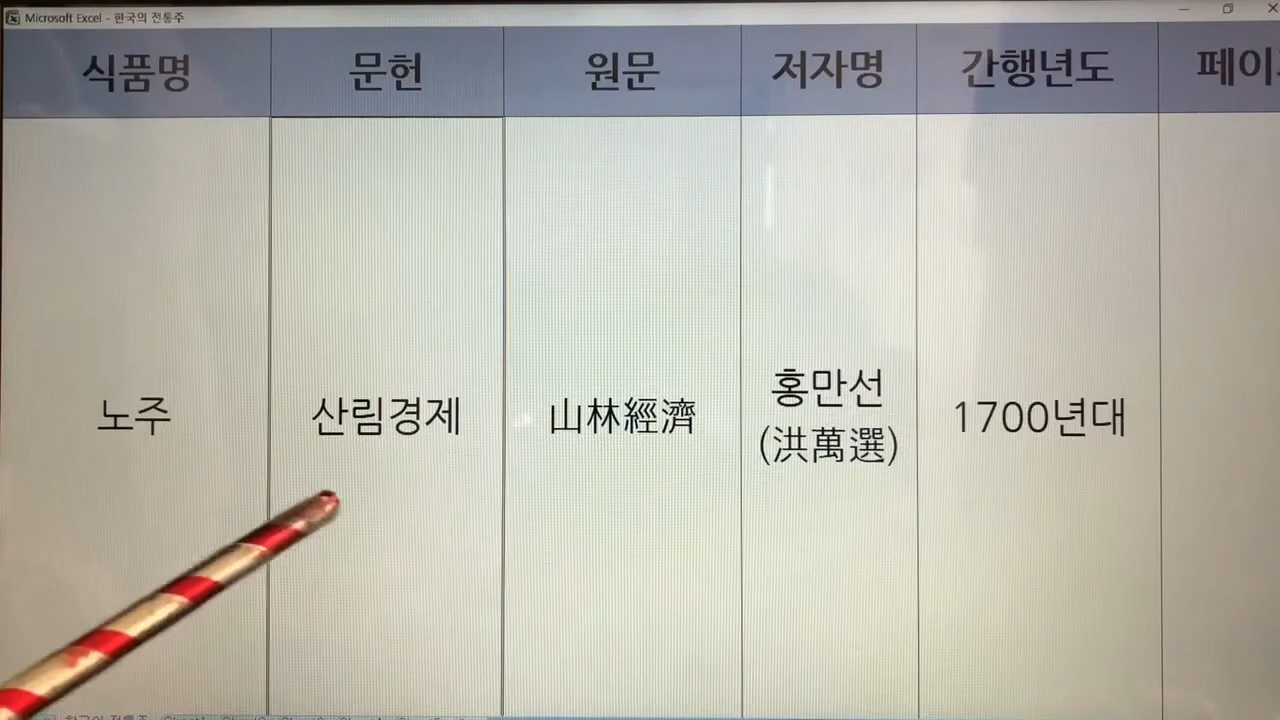 Microsoft Excel - 한국의 전통주
식품명 문헌 원문 저자명 간행년도 페이
노주 산림경제 山林經濟 홍만선 (洪萬選) 1700년대